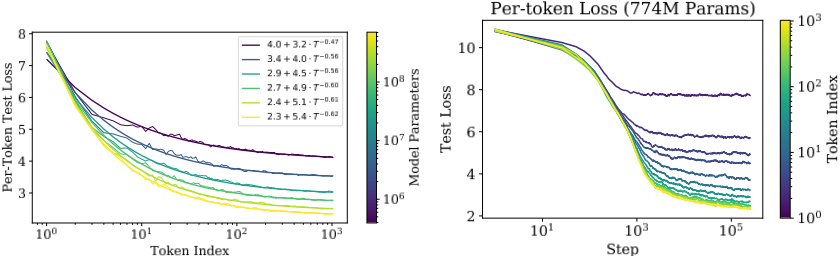 Per-token Loss (774M Params)
8
7
6
5
4
3
Per-Token Test Loss
4.0 + 3.2 · T^−0.47
3.4 + 4.0 · T^−0.56
2.9 + 4.5 · T^−0.56
2.7 + 4.9 · T^−0.60
2.4 + 5.1 · T^−0.61
2.3 + 5.4 · T^−0.62
10^0
10^1
10^2
10^3
Token Index
10^8
10^7
10^6
Model Parameters
10
8
6
4
2
Test Loss
10^1
10^3
10^5
Step
10^3
10^2
10^1
10^0
Token Index